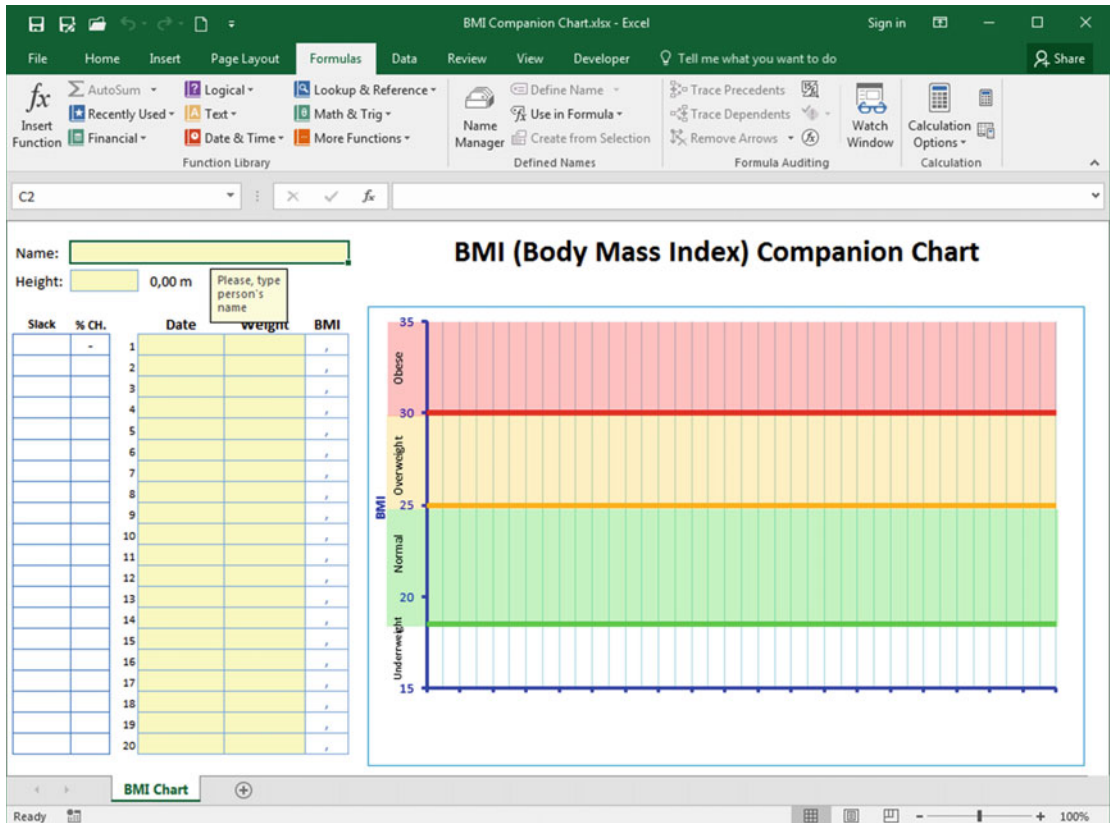 BMI Companion Chart.xlsx - Excel
Sign in
File Home Insert Page Layout Formulas Data Review View Developer Tell me what you want to do Share
fx Insert Function
AutoSum
Recently Used
Financial
Logical
Text
Date & Time
Lookup & Reference
Math & Trig
More Functions
Function Library
Name Manager
Define Name
Use in Formula
Create from Selection
Defined Names
Trace Precedents
Trace Dependents
Remove Arrows
Formula Auditing
Watch Window
Calculation Options
Calculation
C2
fx
Name:
Height: 0,00 m
Please, type person's name
BMI (Body Mass Index) Companion Chart
Slack % CH. Date Weight BMI
- 1 ,
2 ,
3 ,
4 ,
5 ,
6 ,
7 ,
8 ,
9 ,
10 ,
11 ,
12 ,
13 ,
14 ,
15 ,
16 ,
17 ,
18 ,
19 ,
20 ,
35
30
25
20
15
BMI
Obese
Overweight
Normal
Underrweight
BMI Chart
Ready
100%